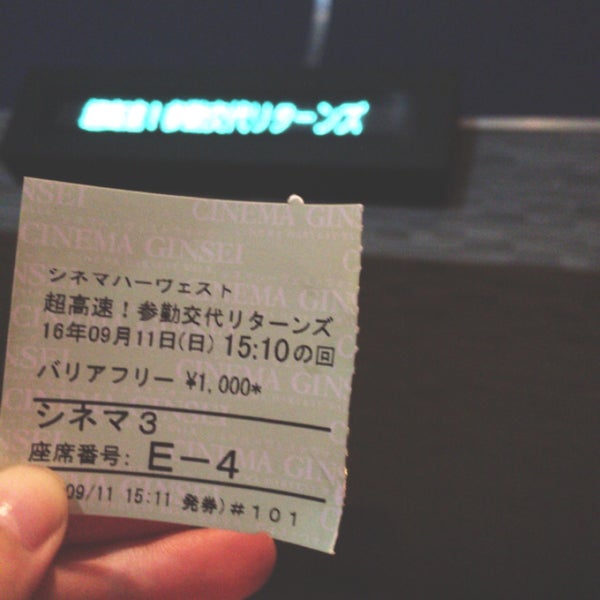 超高速！参勤交代リターンズ
CINEMA GINSEI
CINEMA GINSEI
シネマハーヴェスト
超高速！参勤交代リターンズ
16年09月11日(日) 15:10の回
バリアフリー ¥1,000*
シネマ3
座席番号: E-4
09/11 15:11 発券) #101